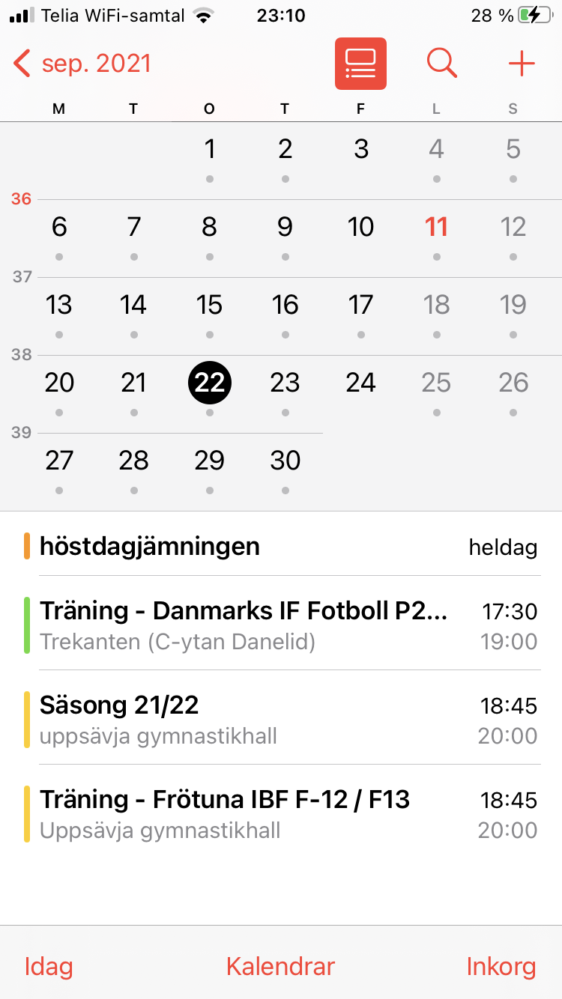 Telia WiFi-samtal 23:10 28 %
sep. 2021
M T O T F L S
1 2 3 4 5
36
6 7 8 9 10 11 12
37
13 14 15 16 17 18 19
38
20 21 22 23 24 25 26
39
27 28 29 30
höstdagjämningen heldag
Träning - Danmarks IF Fotboll P2... 17:30
Trekanten (C-ytan Danelid) 19:00
Säsong 21/22 18:45
uppsävja gymnastikhall 20:00
Träning - Frötuna IBF F-12 / F13 18:45
Uppsävja gymnastikhall 20:00
Idag Kalendrar Inkorg